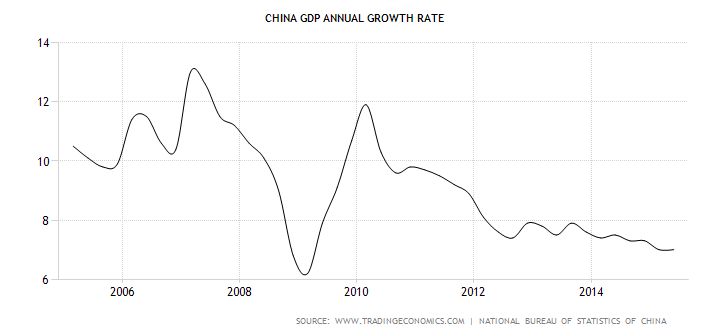 CHINA GDP ANNUAL GROWTH RATE
14
12
10
8
6
2006 2008 2010 2012 2014
SOURCE: WWW.TRADINGECONOMICS.COM | NATIONAL BUREAU OF STATISTICS OF CHINA